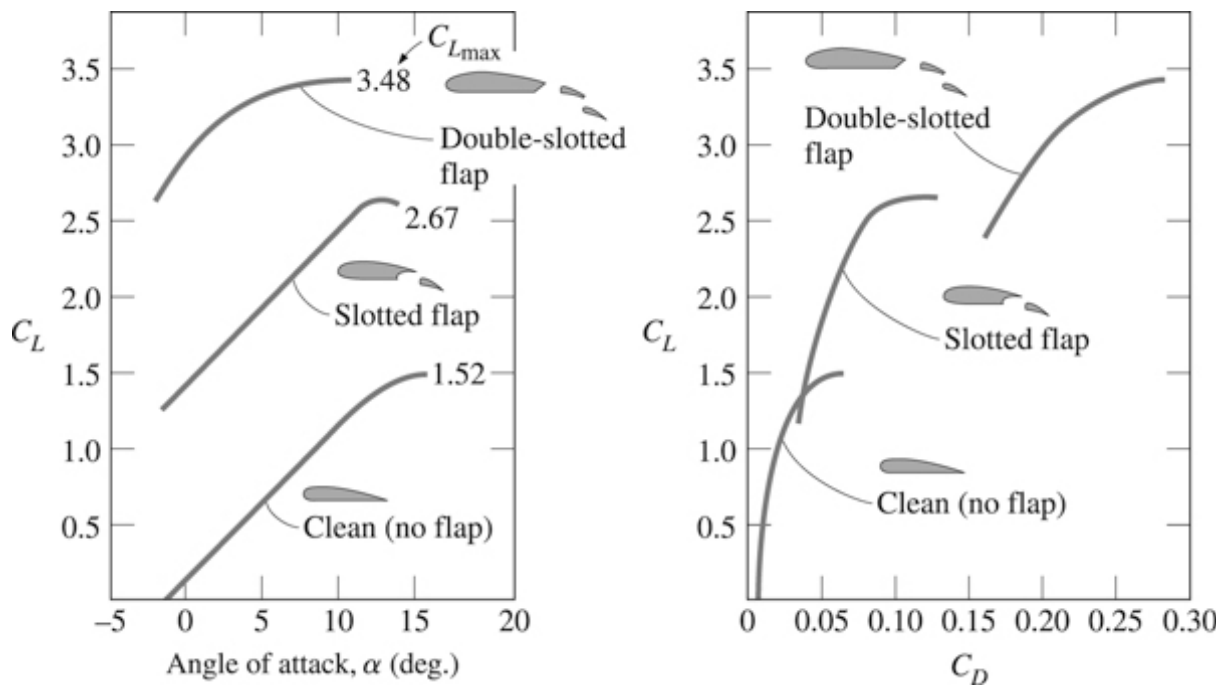 C_Lmax
3.5
3.48
Double-slotted
flap
3.0
2.5
2.67
2.0
Slotted flap
C_L
1.5
1.52
1.0
Clean (no flap)
0.5
–5 0 5 10 15 20
Angle of attack, α (deg.)
3.5
Double-slotted
flap
3.0
2.5
2.0
Slotted flap
C_L
1.5
1.0
Clean (no flap)
0.5
0 0.05 0.10 0.15 0.20 0.25 0.30
C_D